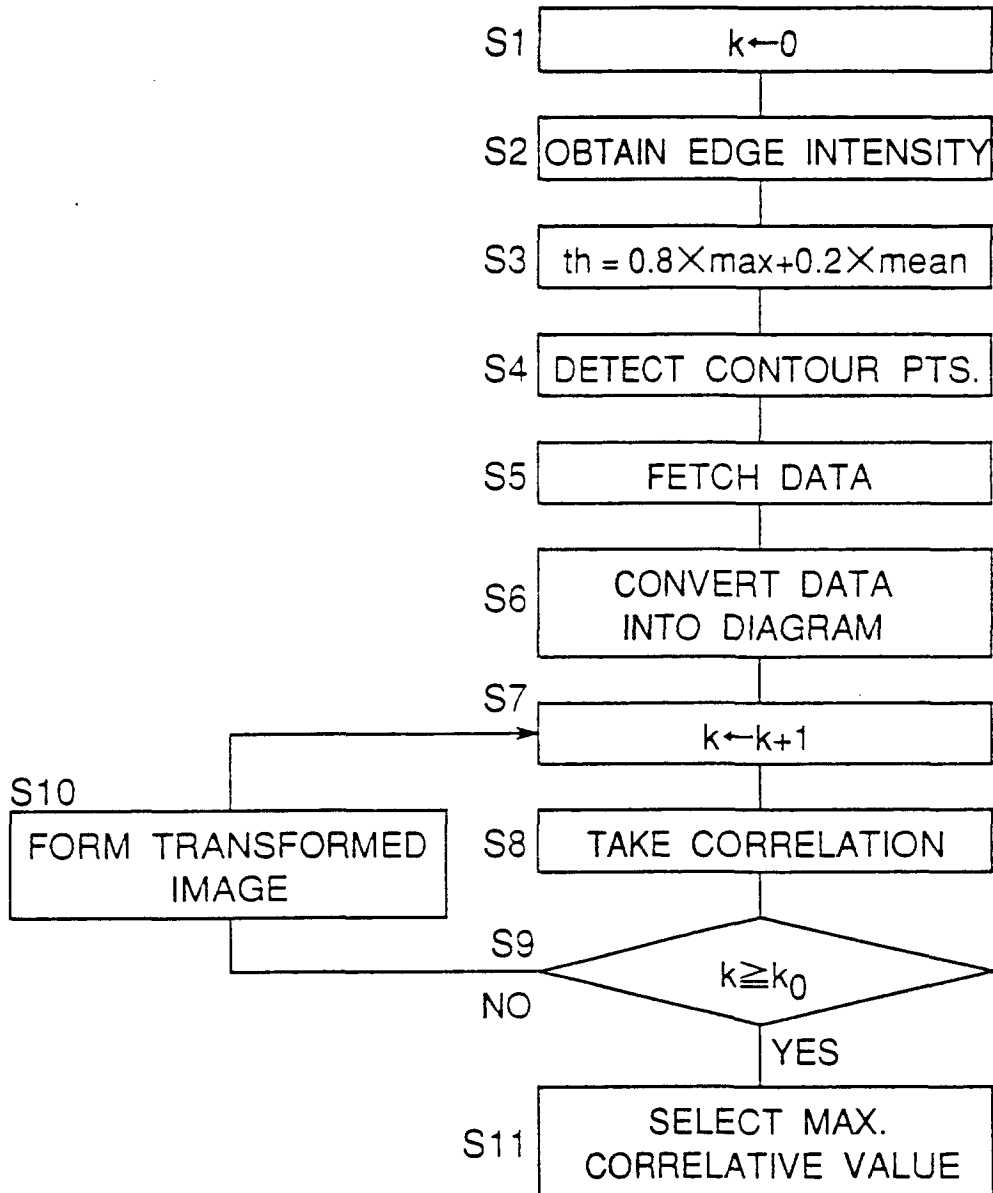 S1
k←0
S2
OBTAIN EDGE INTENSITY
S3
th = 0.8×max+0.2×mean
S4
DETECT CONTOUR PTS.
S5
FETCH DATA
S6
CONVERT DATA
INTO DIAGRAM
S7
k←k+1
S10
FORM TRANSFORMED
IMAGE
S8
TAKE CORRELATION
S9
k≧k0
NO
YES
S11
SELECT MAX.
CORRELATIVE VALUE